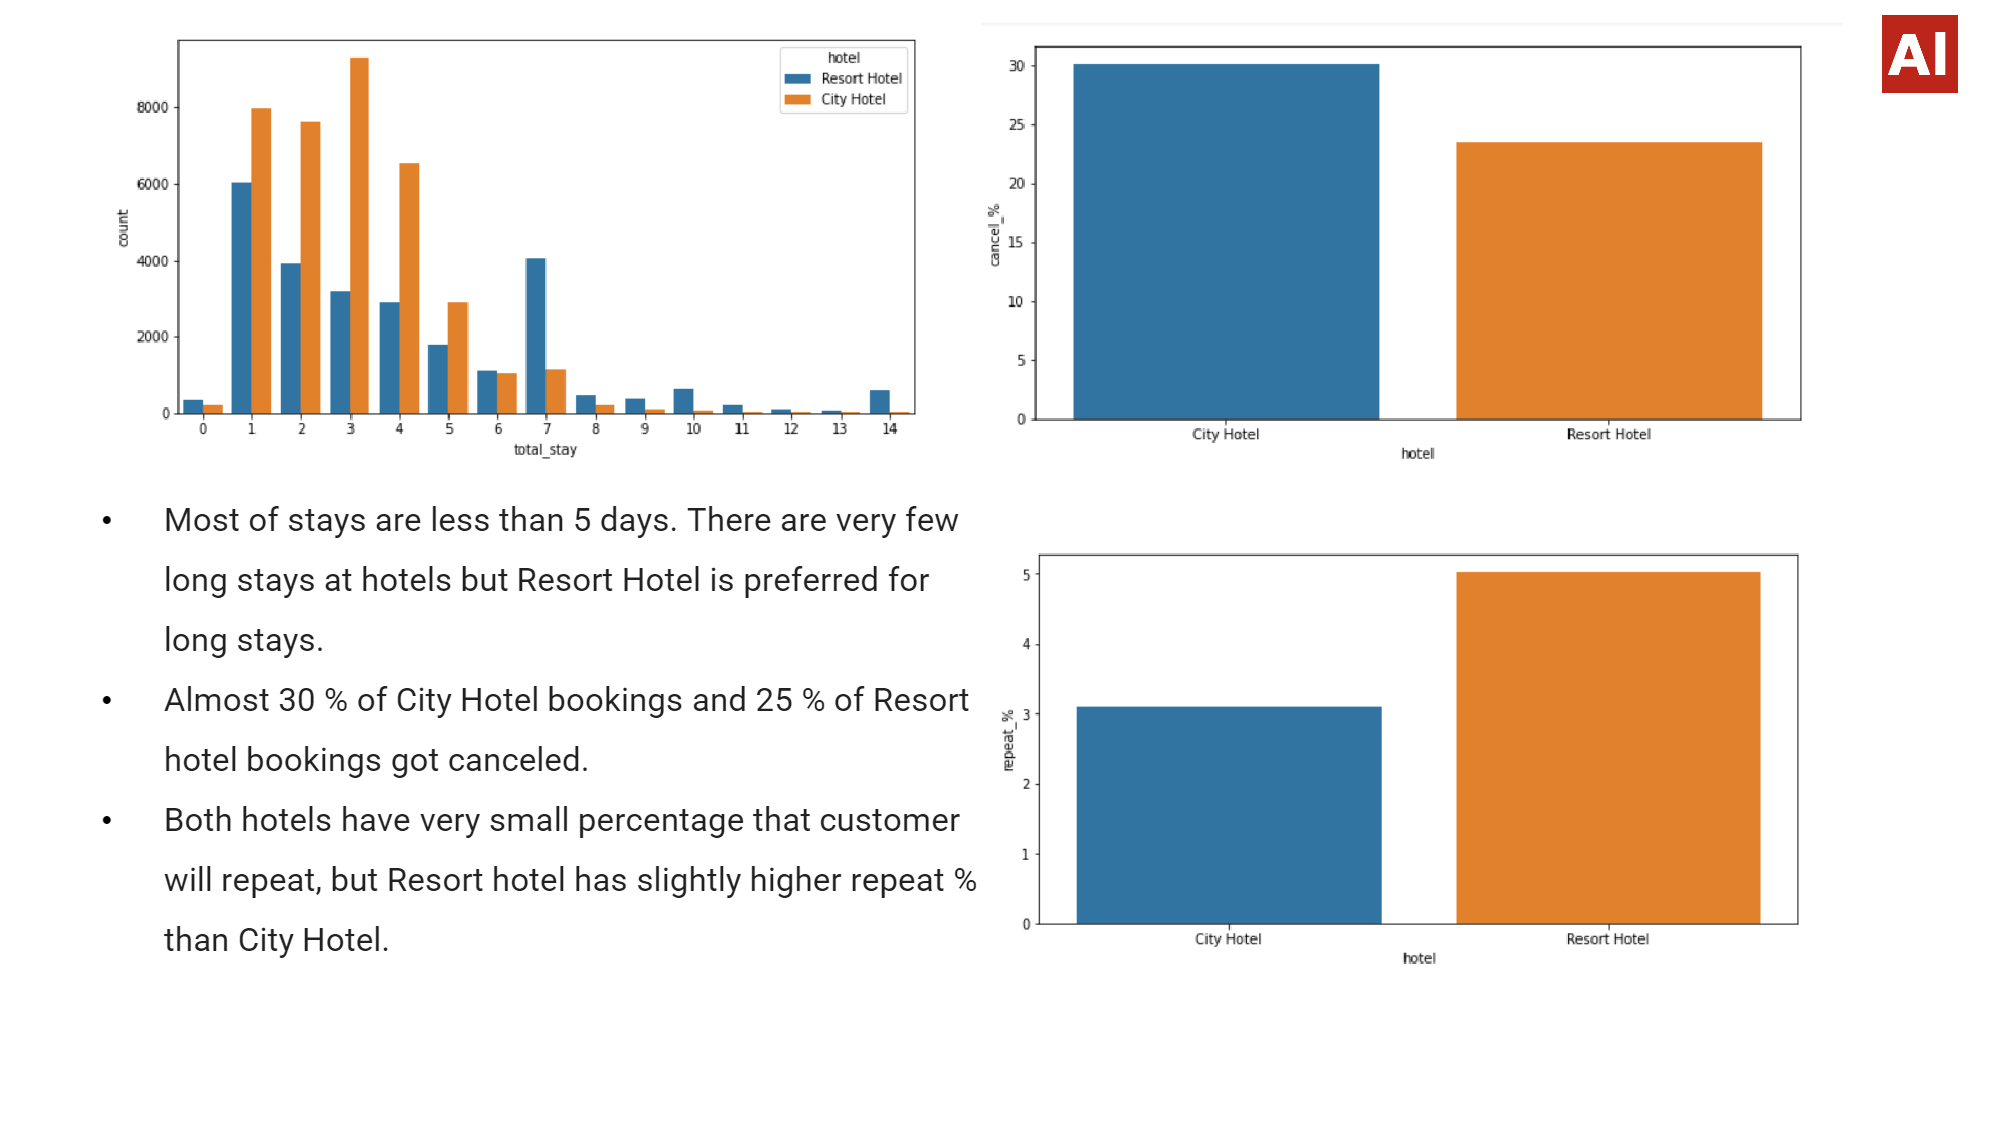 AI
hotel
Resort Hotel
City Hotel
8000
6000
4000
2000
0
count
0 1 2 3 4 5 6 7 8 9 10 11 12 13 14
total_stay
30
25
20
15
10
5
0
cancel_%
City Hotel Resort Hotel
hotel
• Most of stays are less than 5 days. There are very few
long stays at hotels but Resort Hotel is preferred for
long stays.
• Almost 30 % of City Hotel bookings and 25 % of Resort
hotel bookings got canceled.
• Both hotels have very small percentage that customer
will repeat, but Resort hotel has slightly higher repeat %
than City Hotel.
5
4
3
2
1
0
repeat_%
City Hotel Resort Hotel
hotel